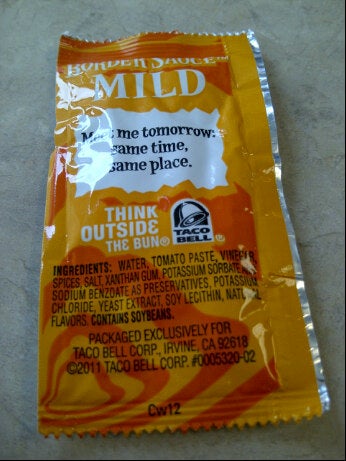 BORDER SAUCE™
MILD
Meet me tomorrow:
same time,
same place.
THINK
OUTSIDE
THE BUN®
TACO
BELL®
INGREDIENTS: WATER, TOMATO PASTE, VINEGAR,
SPICES, SALT, XANTHAN GUM, POTASSIUM SORBATE AND
SODIUM BENZOATE AS PRESERVATIVES, POTASSIUM
CHLORIDE, YEAST EXTRACT, SOY LECITHIN, NATURAL
FLAVORS. CONTAINS SOYBEANS.
PACKAGED EXCLUSIVELY FOR
TACO BELL CORP., IRVINE, CA 92618
©2011 TACO BELL CORP. #0005320-02
Cw12